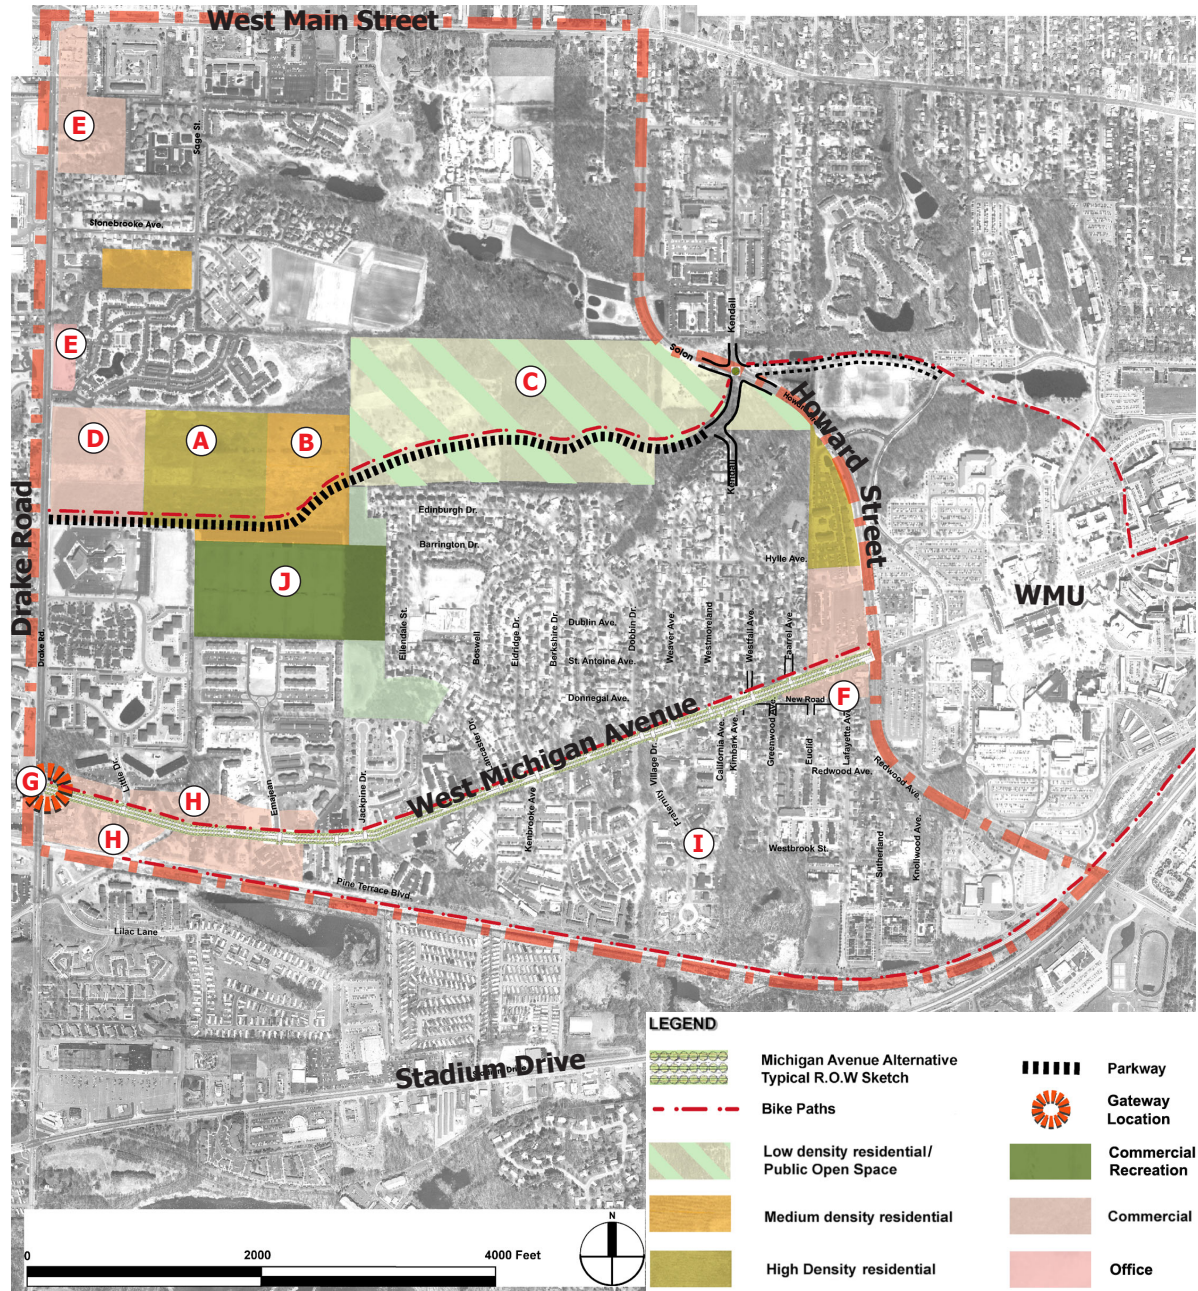 West Main Street
E
Sage St.
Stonebrooke Ave.
Kendall
E
Solon
C
Howard
Howard Street
D
A
B
Kendall
Drake Road
Edinburgh Dr.
Barrington Dr.
Hylle Ave.
J
WMU
Drake Rd.
Ellendale St.
Boswell
Eldridge Dr.
Berkshire Dr.
Dublin Ave.
Dobbin Dr.
Weaver Ave.
Westmoreland
Westfall Ave.
Faarrel Ave.
St. Antoine Ave.
Donnegal Ave.
New Road
F
West Michigan Avenue
Lancaster Dr.
Village Dr.
Fraternity
California Ave.
Kimbark Ave.
Greenwood Ave.
Euclid
Lafayette Ave.
Redwood Ave.
Redwood Ave.
G
Little Dr.
H
Emajean
Jackpine Dr.
Kenbrooke Ave
H
I
Westbrook St.
Sutherland
Knollwood Ave.
Pine Terrace Blvd.
Lilac Lane
Stadium Drive
LEGEND
Michigan Avenue Alternative
Typical R.O.W Sketch
Bike Paths
Low density residential/
Public Open Space
Medium density residential
High Density residential
Parkway
Gateway
Location
Commercial
Recreation
Commercial
Office
N
0 2000 4000 Feet